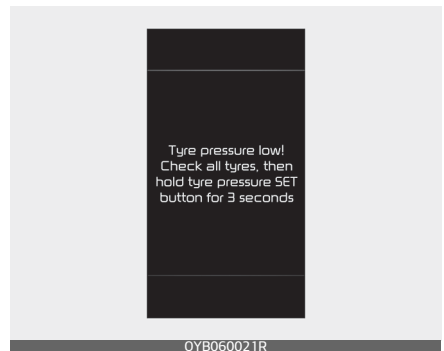 Tyre pressure low!
Check all tyres, then
hold tyre pressure SET
button for 3 seconds
OYB060021R